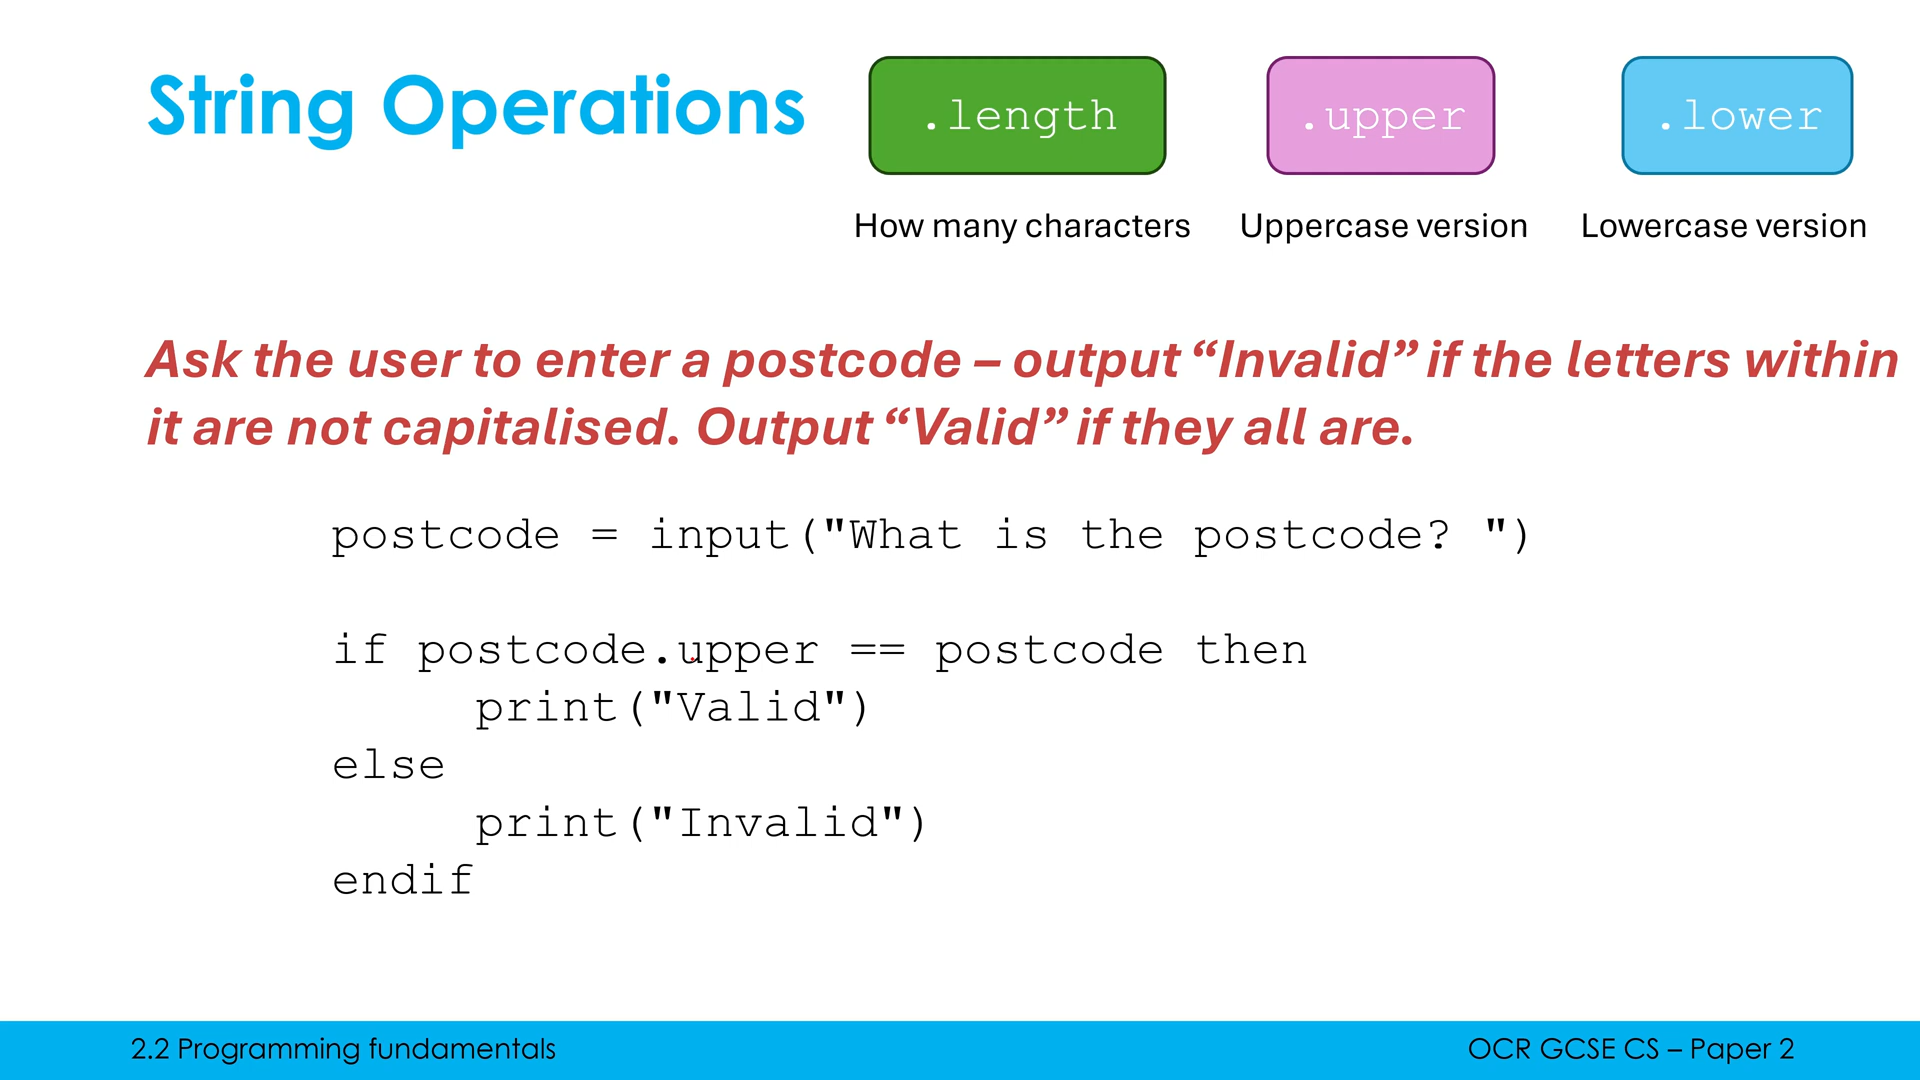 String Operations
.length
.upper
.lower
How many characters
Uppercase version
Lowercase version
Ask the user to enter a postcode – output “Invalid” if the letters within
it are not capitalised. Output “Valid” if they all are.
postcode = input("What is the postcode? ")
if postcode.upper == postcode then
print("Valid")
else
print("Invalid")
endif
2.2 Programming fundamentals
OCR GCSE CS – Paper 2